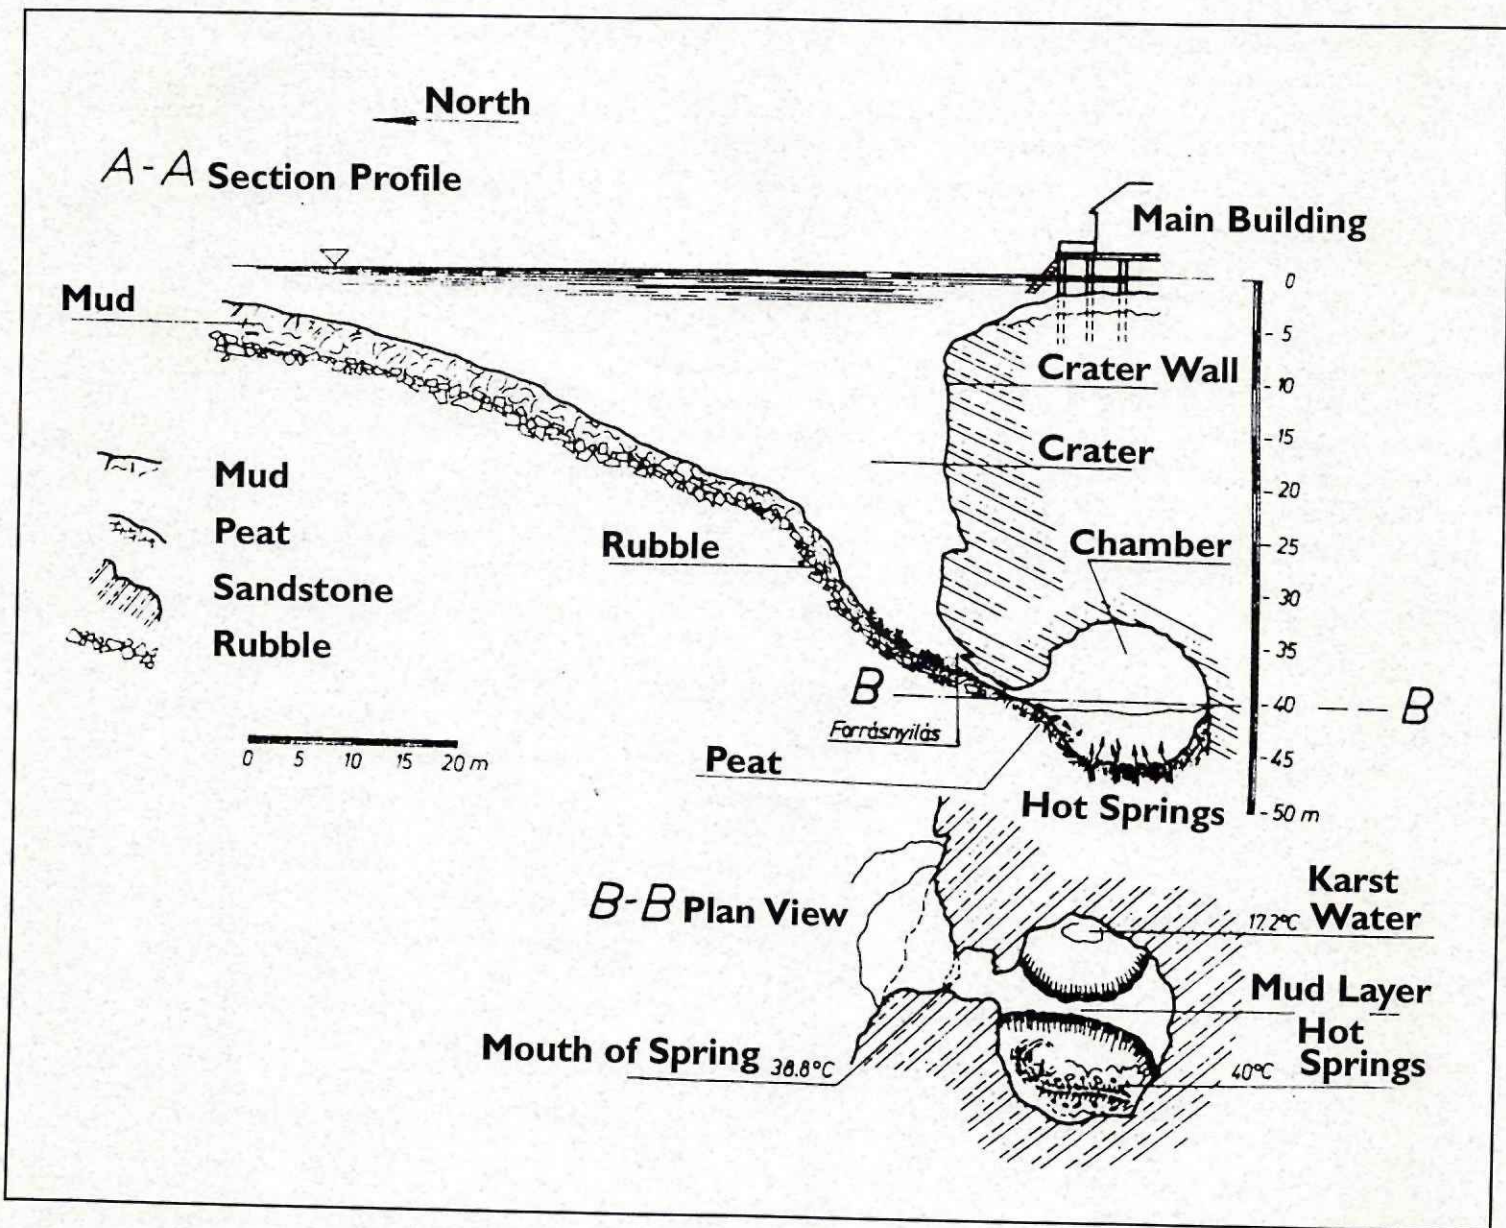 North
A-A Section Profile
Main Building
Mud
0
5
10
15
20
25
30
35
40
45
50 m
Crater Wall
Crater
Chamber
Rubble
Mud
Peat
Sandstone
Rubble
B
B
Forrásnyílás
0 5 10 15 20 m
Peat
Hot Springs
B-B Plan View
Karst
17.2°C Water
Mud Layer
Hot
40°C Springs
Mouth of Spring 38.8°C